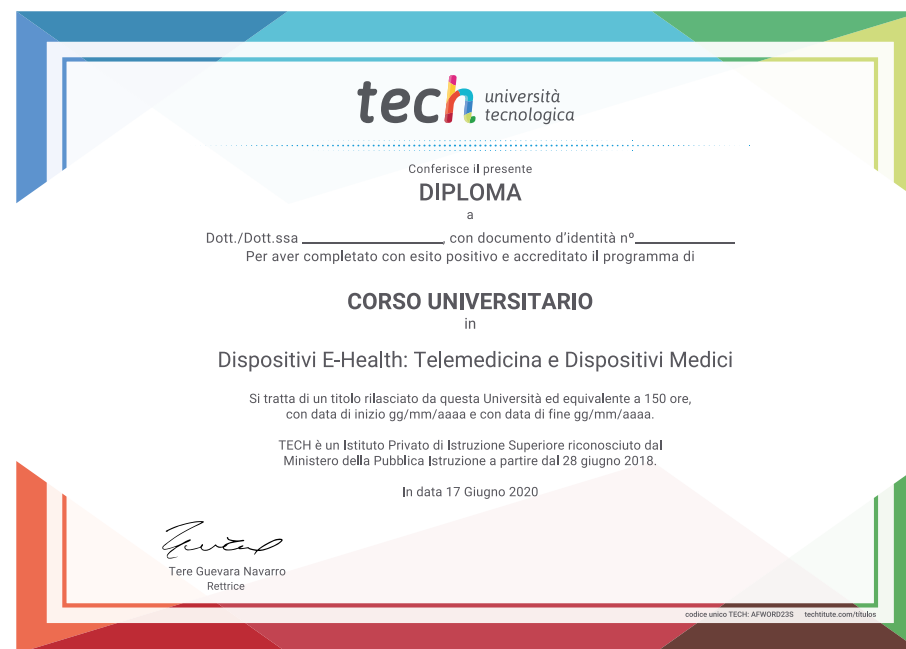 tech università
tecnologica
Conferisce il presente
DIPLOMA
a
Dott./Dott.ssa ____________________, con documento d'identità nº______________
Per aver completato con esito positivo e accreditato il programma di
CORSO UNIVERSITARIO
in
Dispositivi E-Health: Telemedicina e Dispositivi Medici
Si tratta di un titolo rilasciato da questa Università ed equivalente a 150 ore,
con data di inizio gg/mm/aaaa e con data di fine gg/mm/aaaa.
TECH è un Istituto Privato di Istruzione Superiore riconosciuto dal
Ministero della Pubblica Istruzione a partire dal 28 giugno 2018.
In data 17 Giugno 2020
Tere Guevara Navarro
Rettrice
codice unico TECH: AFWORD23S techtitute.com/titulos